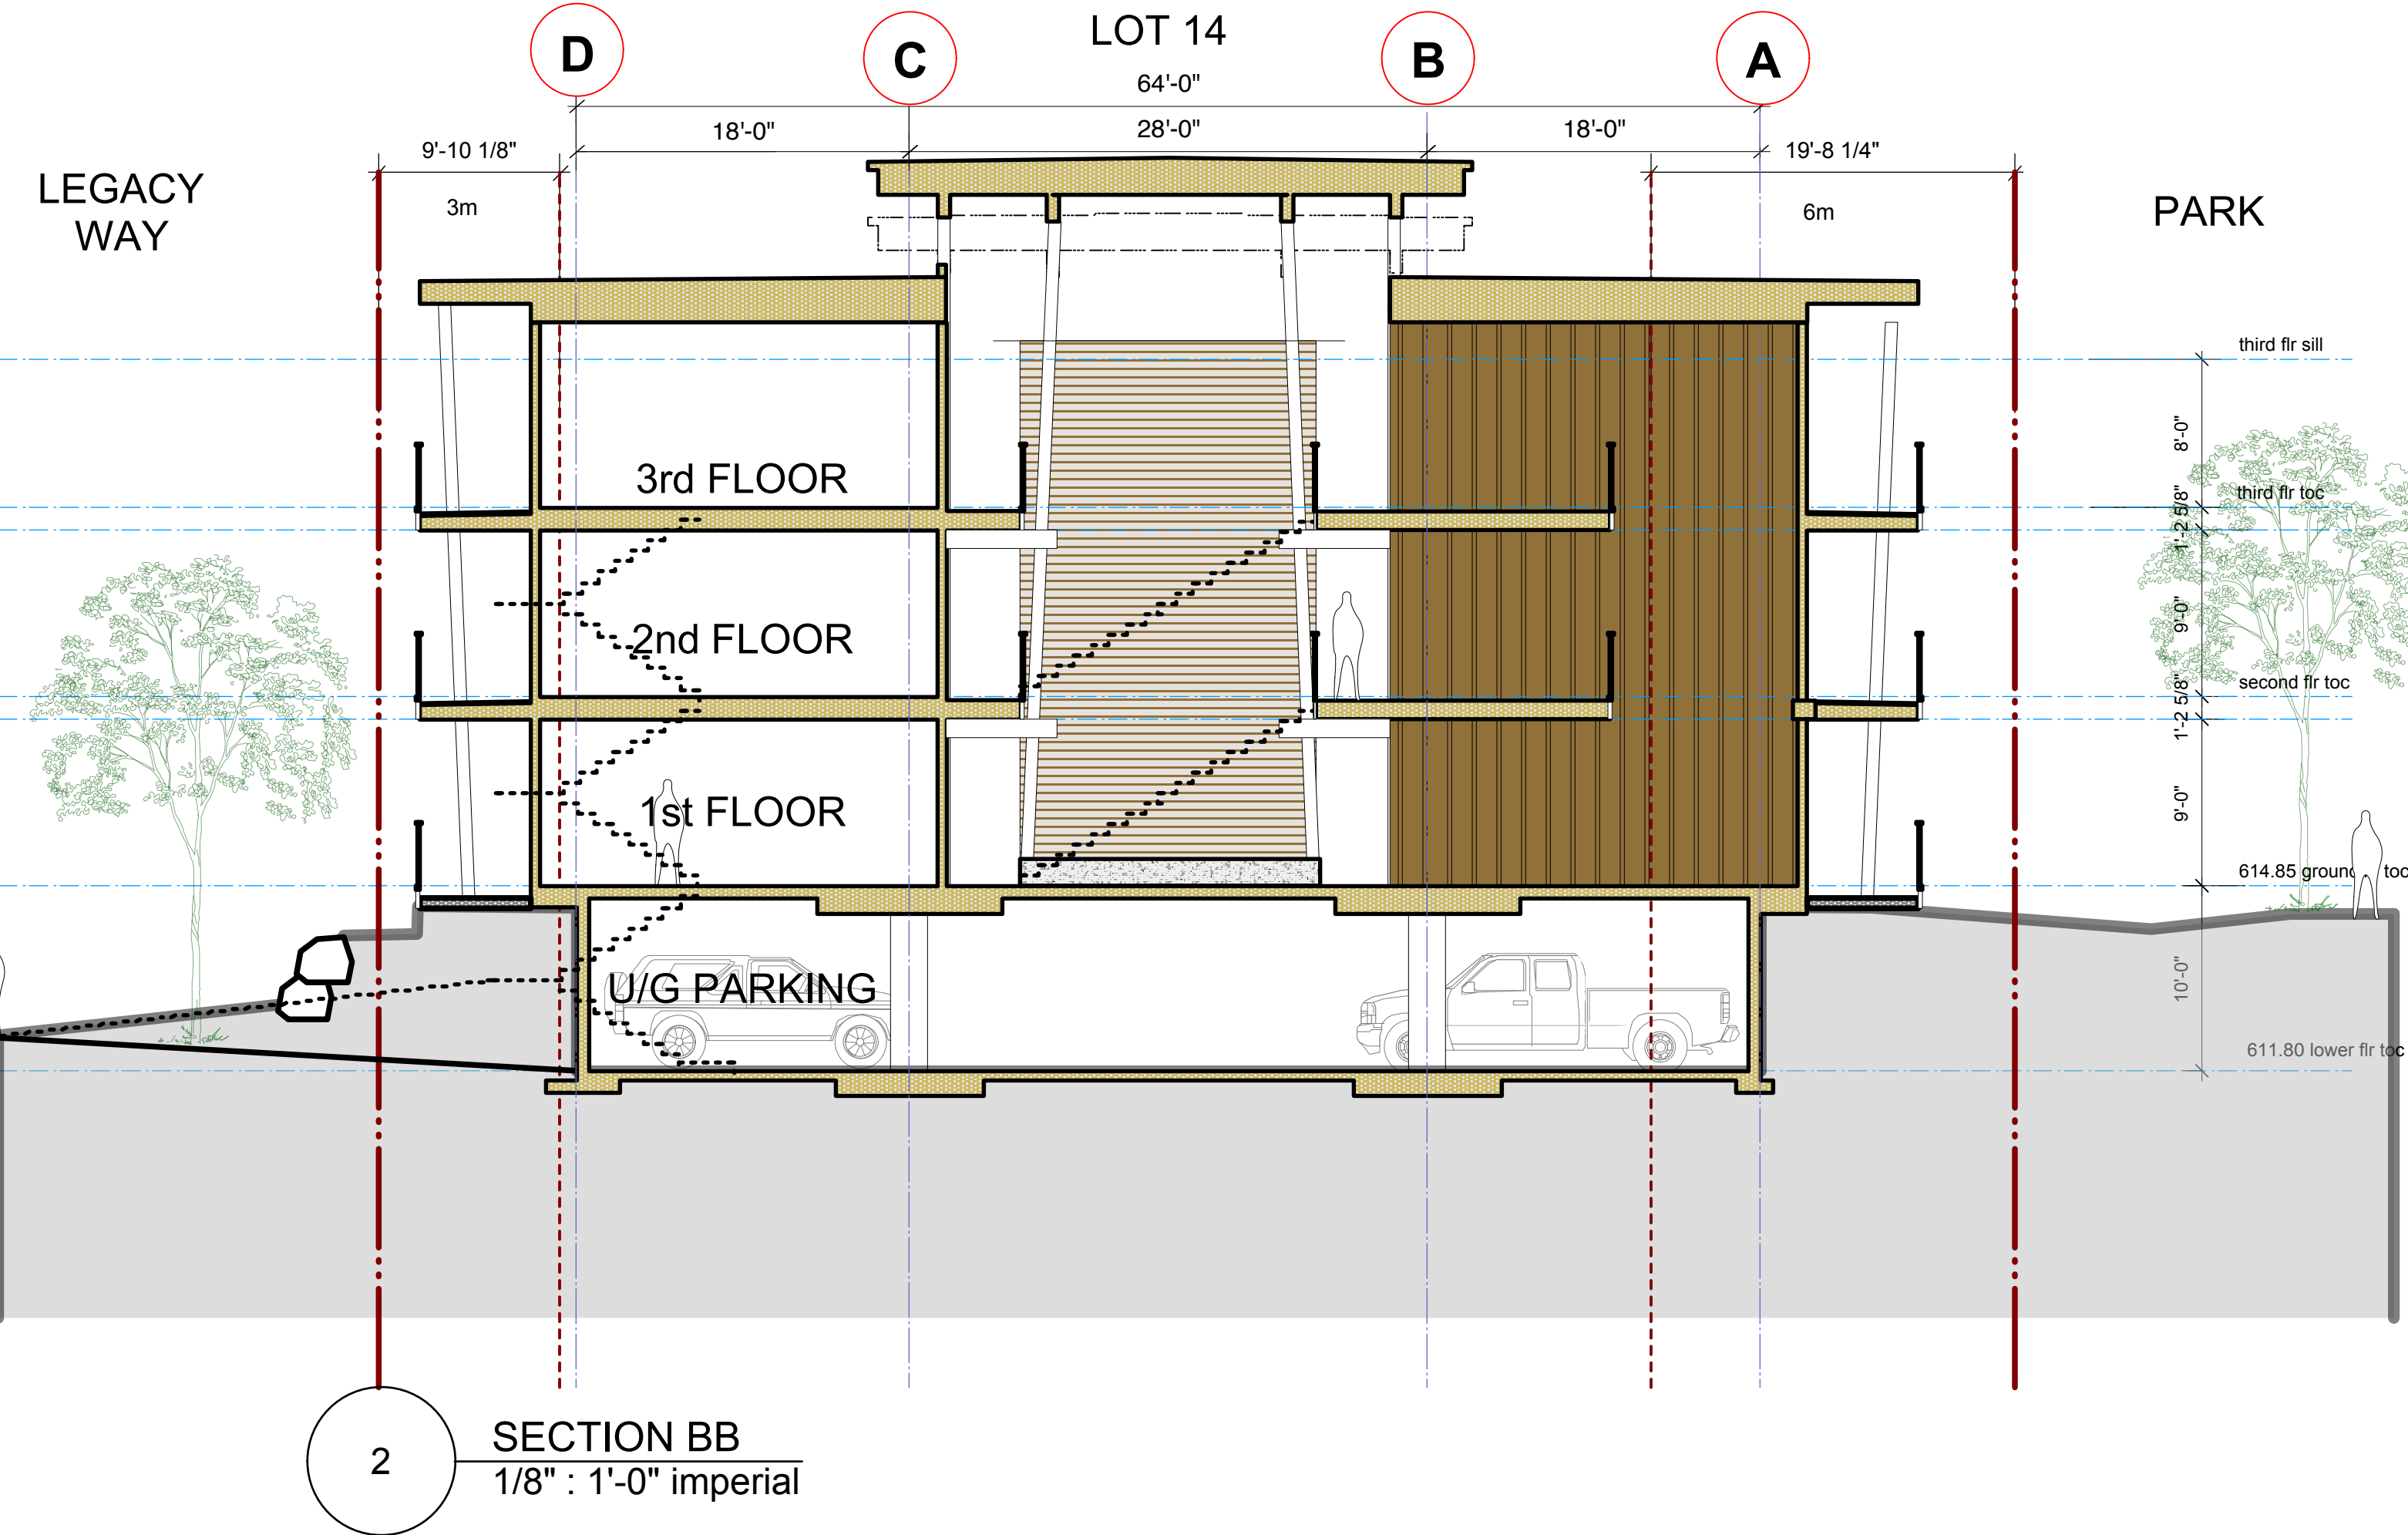 LOT 14
D
C
B
A
64'-0"
18'-0"
28'-0"
18'-0"
9'-10 1/8"
19'-8 1/4"
3m
6m
LEGACY
WAY
PARK
third flr sill
8'-0"
3rd FLOOR
third flr toc
1'-2 5/8"
9'-0"
2nd FLOOR
second flr toc
1'-2 5/8"
9'-0"
1st FLOOR
614.85 ground toc
10'-0"
U/G PARKING
611.80 lower flr toc
2
SECTION BB
1/8" : 1'-0" imperial